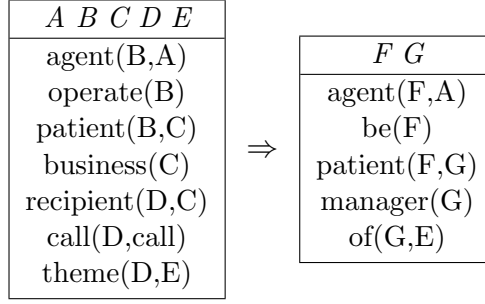 A B C D E
agent(B,A)
operate(B)
patient(B,C)
business(C)
recipient(D,C)
call(D,call)
theme(D,E)
⇒
F G
agent(F,A)
be(F)
patient(F,G)
manager(G)
of(G,E)